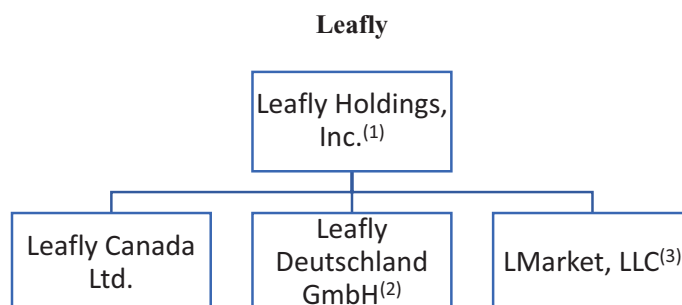 Leafly
Leafly Holdings,
Inc.(1)
Leafly Canada
Ltd.
Leafly
Deutschland
GmbH(2)
LMarket, LLC(3)